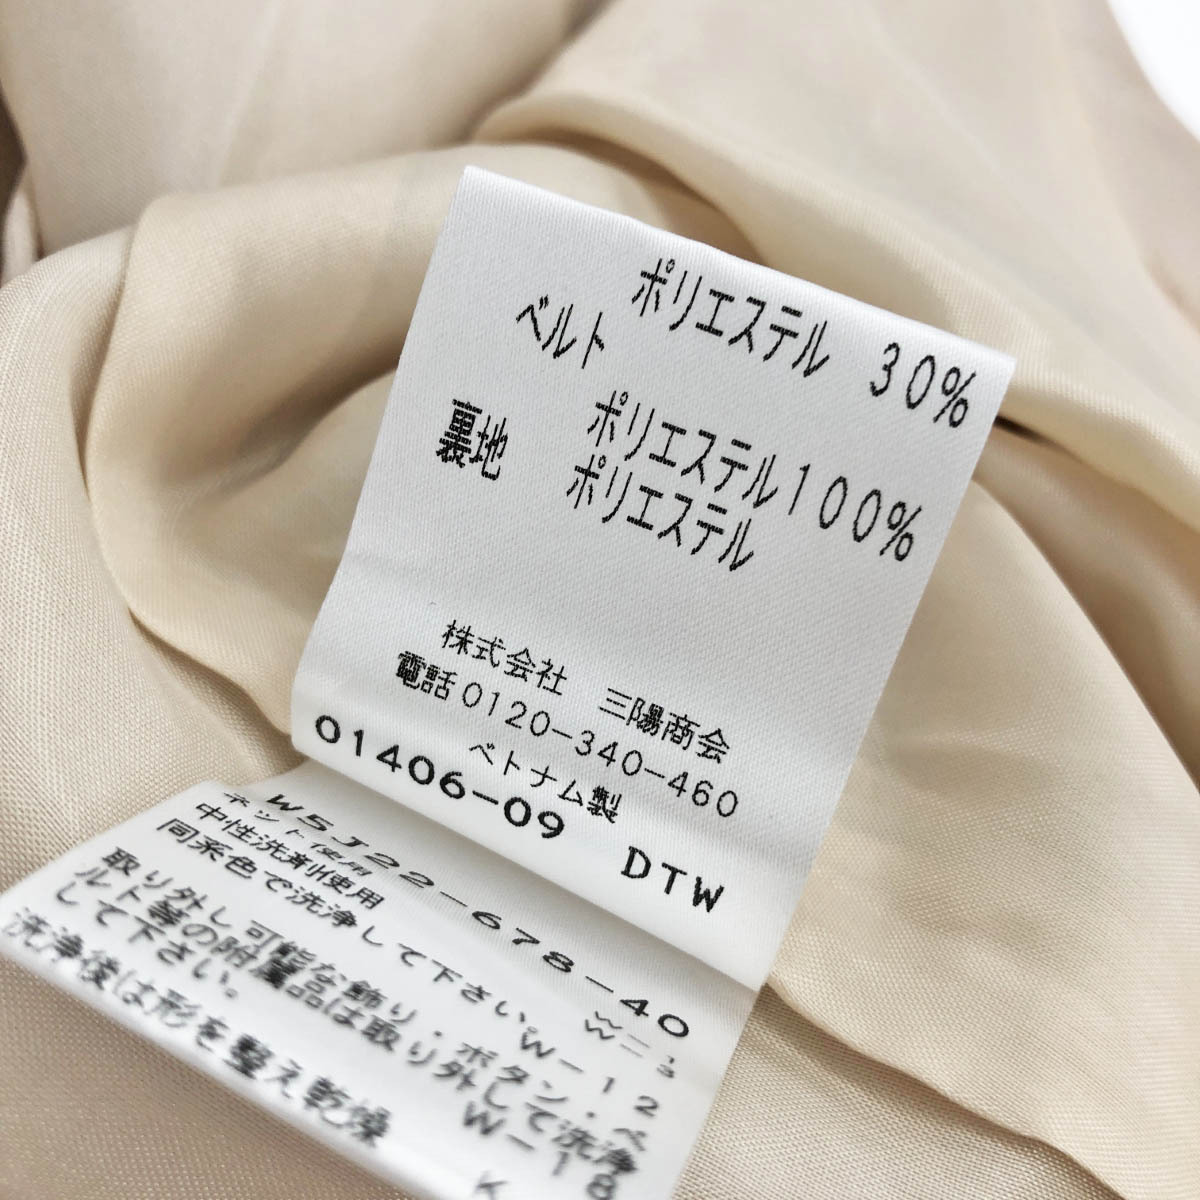 ポリエステル 30%
ベルト
ポリエステル100%
裏地 ポリエステル
株式会社 三陽商会
電話0120-340-460
ベトナム製
01406-09 DTW
W5J22-678-40
ネット使用
中性洗剤使用
同系色で洗浄して下さい。W-12
取り外し可能な飾り・ボタン・ベ
ルト等の附属品は取り外して洗浄
して下さい。 W-18
洗浄後は形を整え乾燥 K